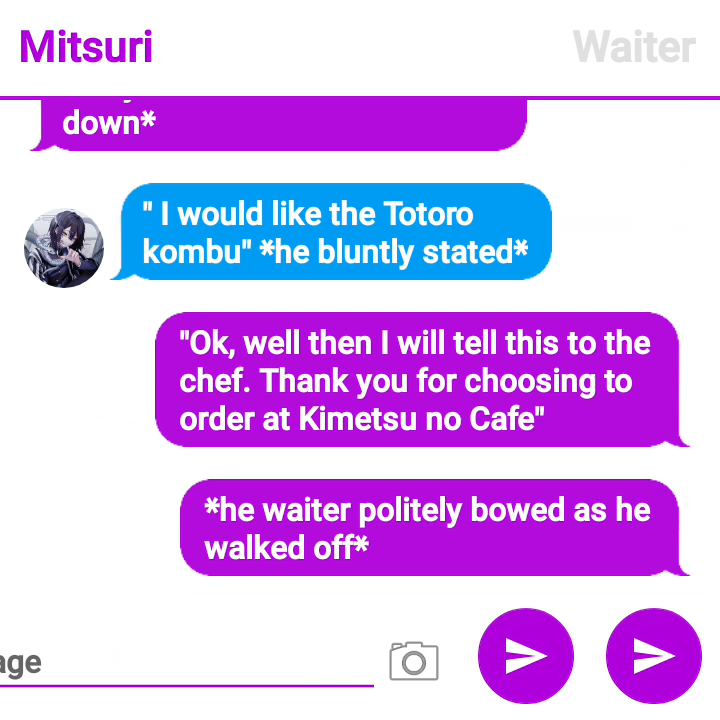 Mitsuri
Waiter
down*
" I would like the Totoro
kombu" *he bluntly stated*
"Ok, well then I will tell this to the
chef. Thank you for choosing to
order at Kimetsu no Cafe"
*he waiter politely bowed as he
walked off*
age